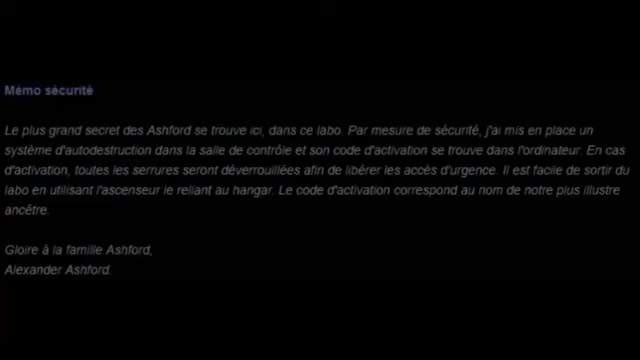 Mémo sécurité
Le plus grand secret des Ashford se trouve ici, dans ce labo. Par mesure de sécurité, j'ai mis en place un
système d'autodestruction dans la salle de contrôle et son code d'activation se trouve dans l'ordinateur. En cas
d'activation, toutes les serrures seront déverrouillées afin de libérer les accès d'urgence. Il est facile de sortir du
labo en utilisant l'ascenseur le reliant au hangar. Le code d'activation correspond au nom de notre plus illustre
ancêtre.
Gloire à la famille Ashford,
Alexander Ashford.